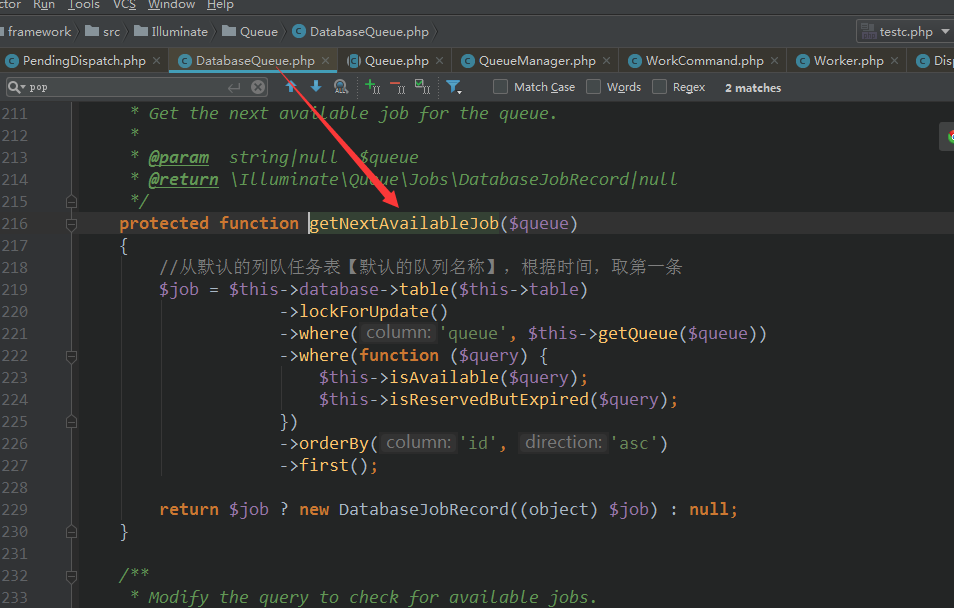 ctor Run Tools VCS Window Help
framework src Illuminate Queue DatabaseQueue.php testc.php
PendingDispatch.php DatabaseQueue.php Queue.php QueueManager.php WorkCommand.php Worker.php Disp
pop Match Case Words Regex 2 matches
211 * Get the next available job for the queue.
212 *
213 * @param string|null $queue
214 * @return \Illuminate\Queue\Jobs\DatabaseJobRecord|null
215 */
216 protected function getNextAvailableJob($queue)
217 {
218 //从默认的列队任务表【默认的队列名称】，根据时间，取第一条
219 $job = $this->database->table($this->table)
220 ->lockForUpdate()
221 ->where( column: 'queue', $this->getQueue($queue))
222 ->where(function ($query) {
223 $this->isAvailable($query);
224 $this->isReservedButExpired($query);
225 })
226 ->orderBy( column: 'id', direction: 'asc')
227 ->first();
228
229 return $job ? new DatabaseJobRecord((object) $job) : null;
230 }
231
232 /**
233 * Modify the query to check for available jobs.